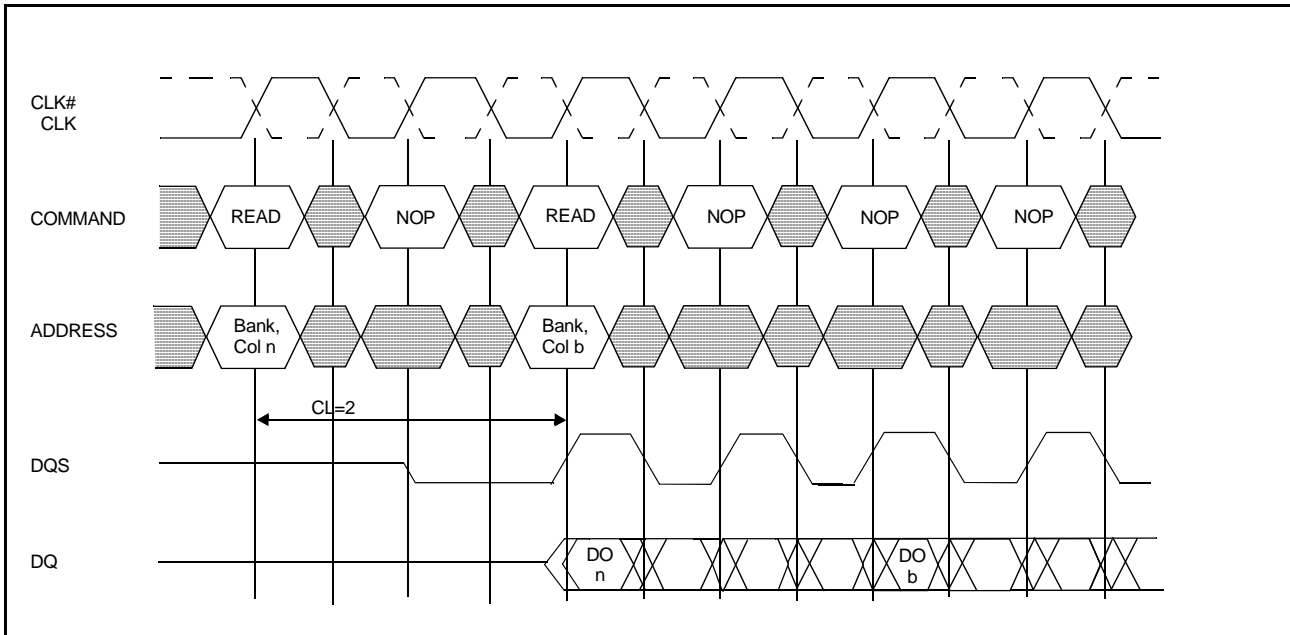 CLK#
CLK
COMMAND
READ
NOP
READ
NOP
NOP
NOP
ADDRESS
Bank,
Col n
Bank,
Col b
CL=2
DQS
DQ
DO
n
DO
b